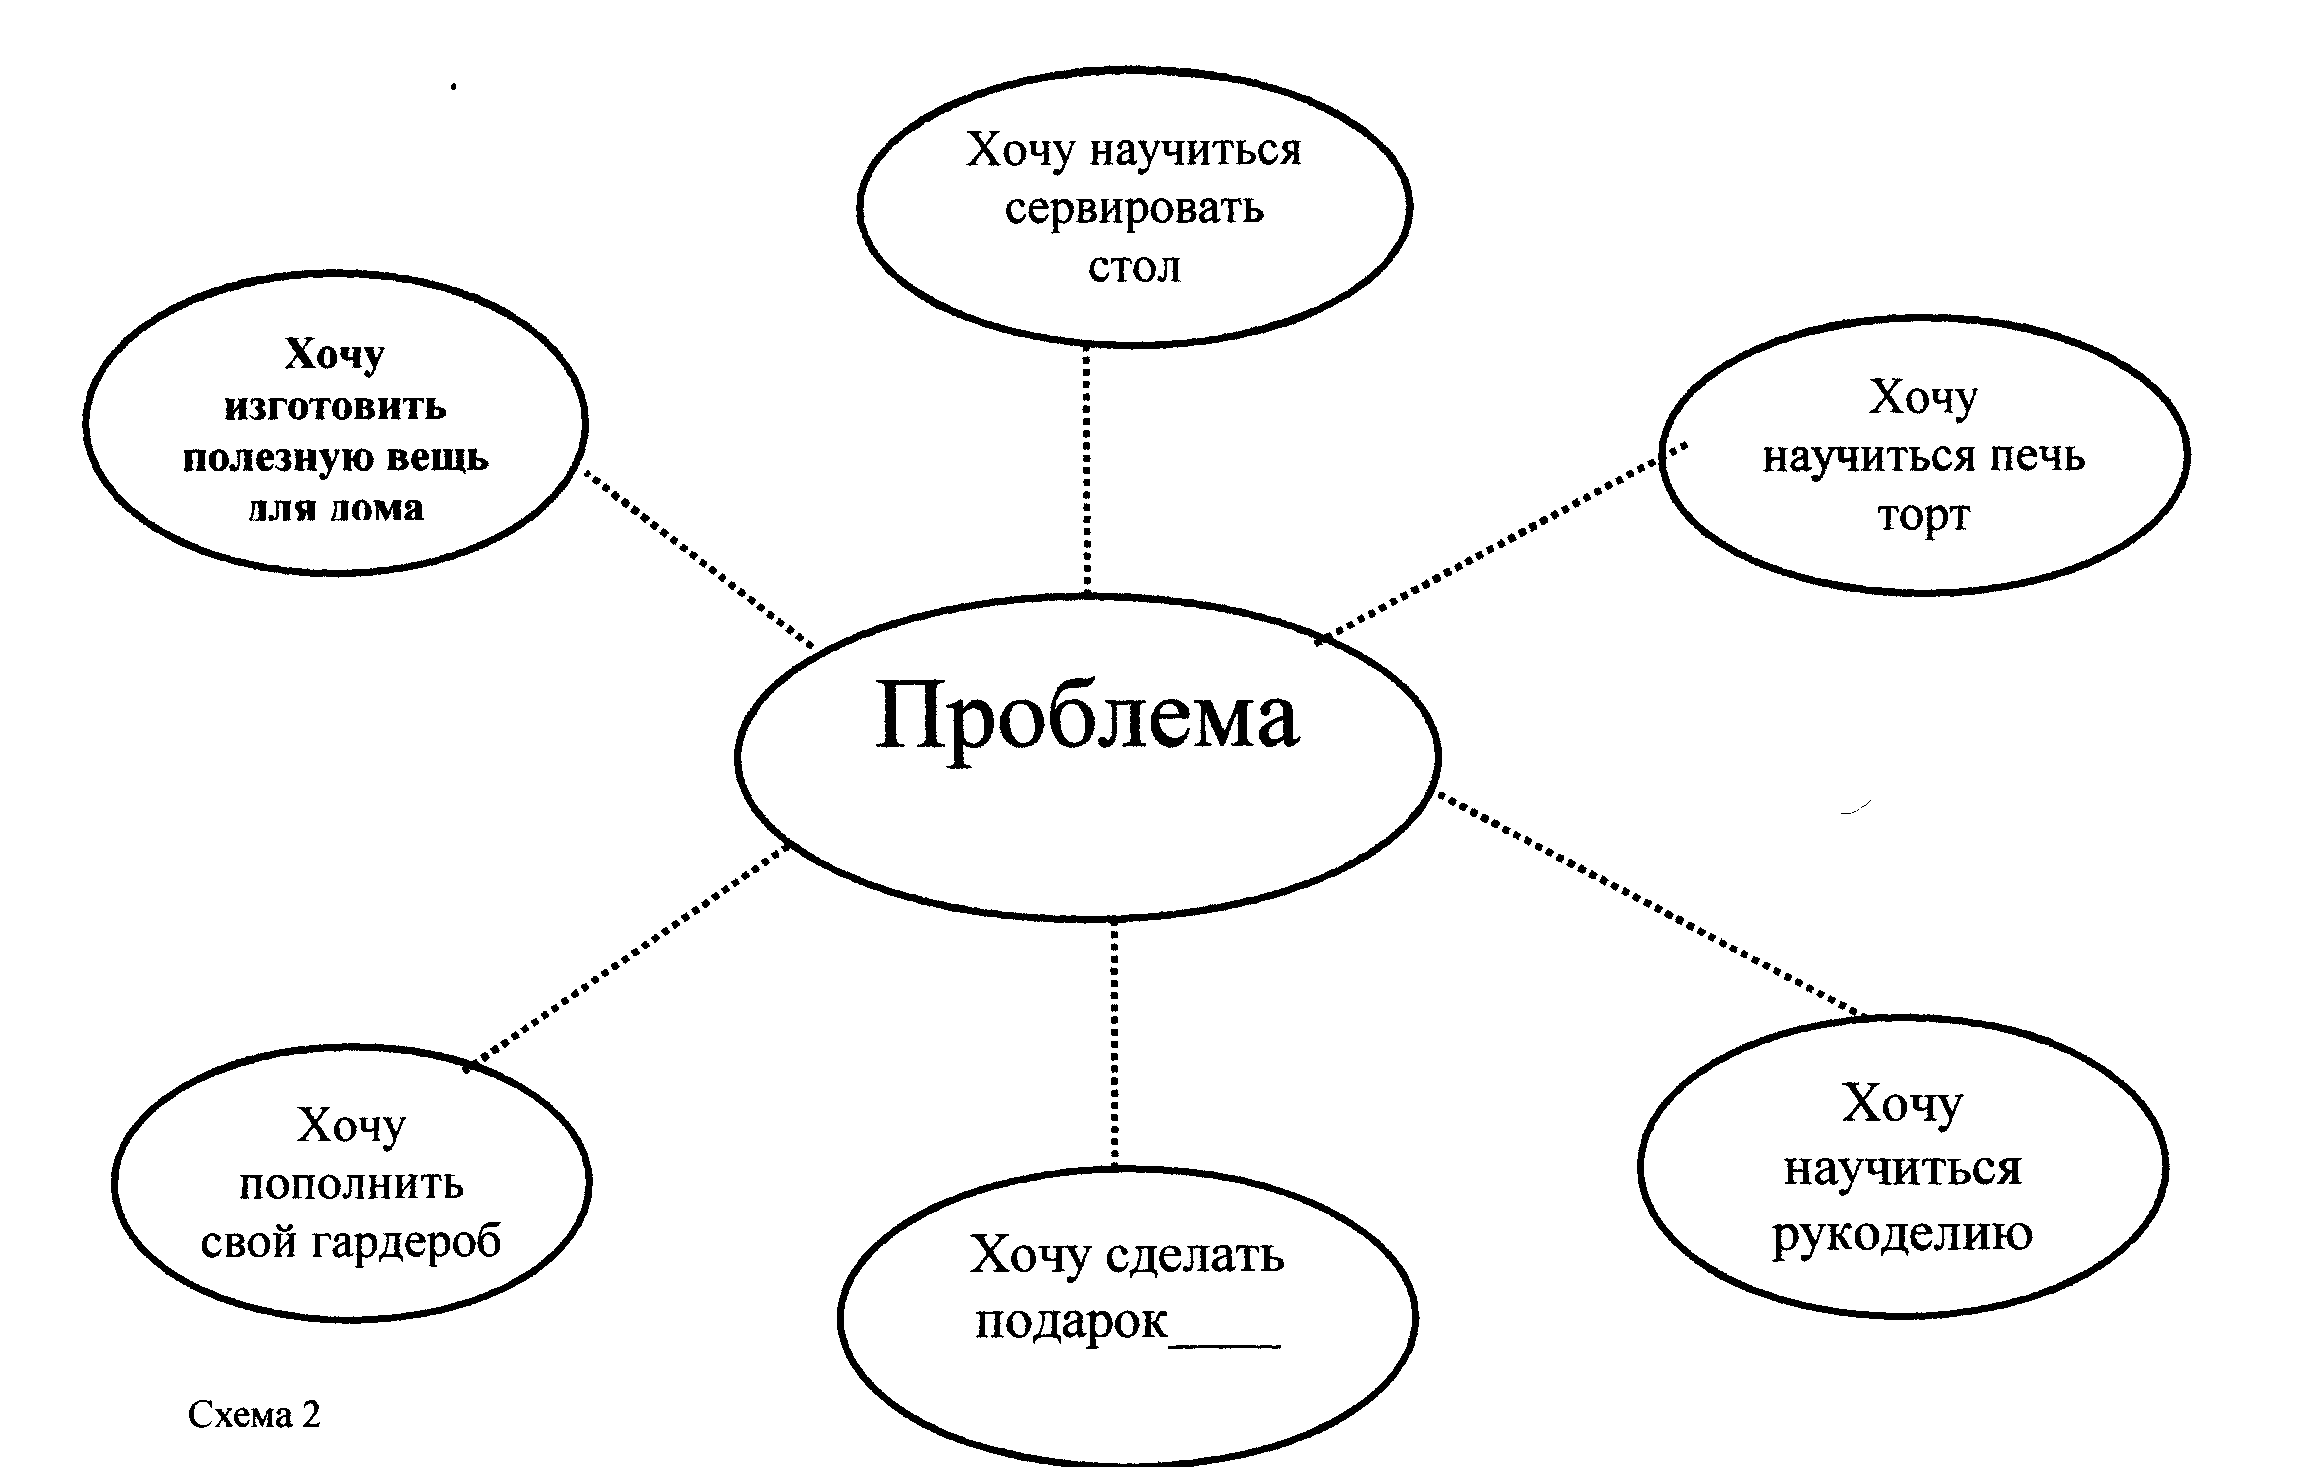 Хочу научиться
сервировать
стол
Хочу
изготовить
полезную вещь
для дома
Хочу
научиться печь
торт
Проблема
Хочу
пополнить
свой гардероб
Хочу сделать
подарок____
Хочу
научиться
рукоделию
Схема 2